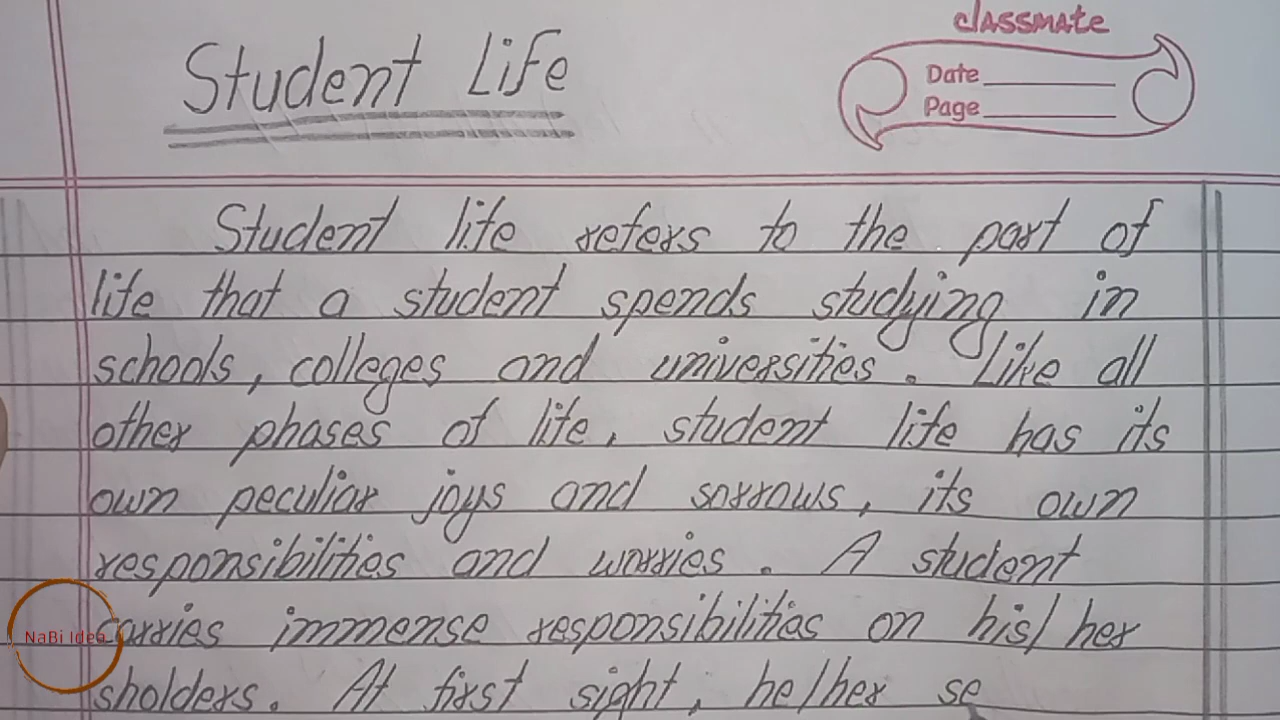 Student Life
classmate
Date
Page
Student life refers to the part of
life that a student spends studying in
schools, colleges and universities. Like all
other phases of life, student life has its
own peculiar joys and sorrows, its own
responsibilities and worries. A student
carries immense responsibilities on his/her
sholders. At first sight, he/her se
NaBi Idea